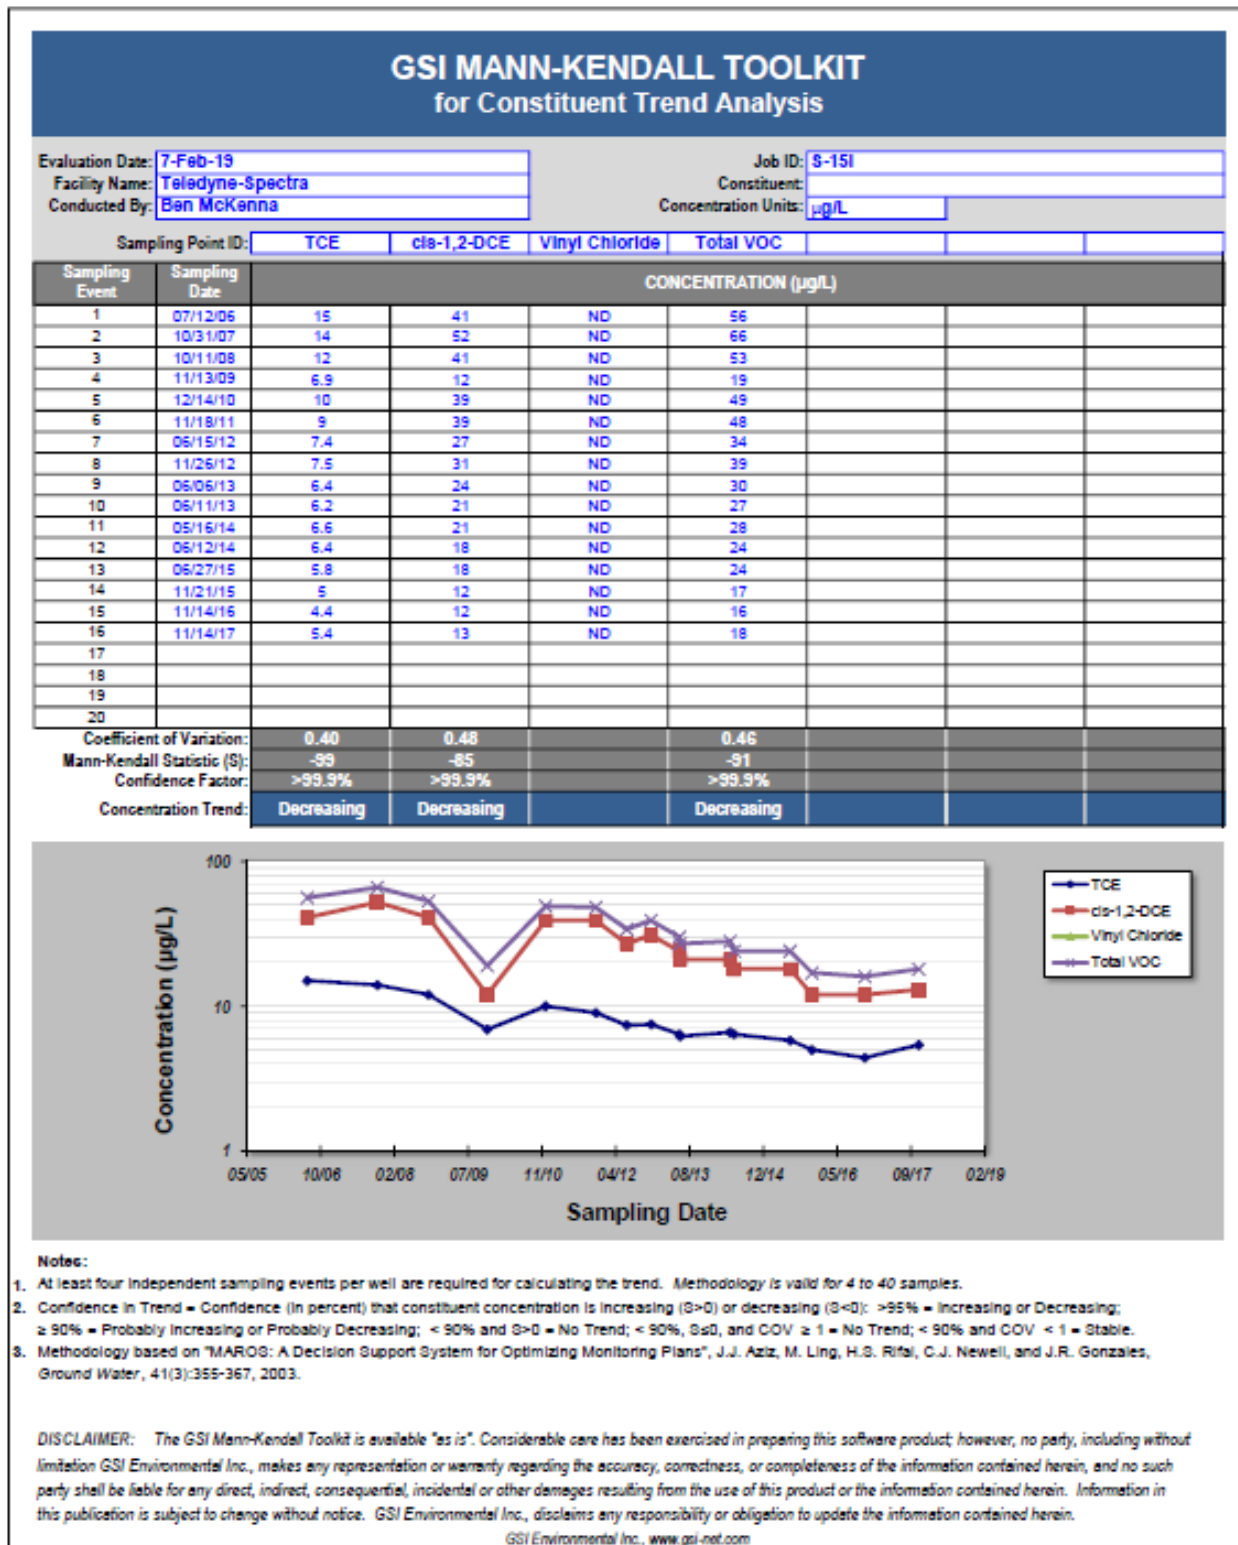 GSI MANN-KENDALL TOOLKIT
for Constituent Trend Analysis
Evaluation Date: 7-Feb-19 Job ID: S-15I
Facility Name: Teledyne-Spectra Constituent:
Conducted By: Ben McKenna Concentration Units: µg/L
Sampling Point ID: TCE cis-1,2-DCE Vinyl Chloride Total VOC
Sampling Event Sampling Date CONCENTRATION (µg/L)
1 07/12/06 15 41 ND 56
2 10/31/07 14 52 ND 66
3 10/11/08 12 41 ND 53
4 11/13/09 6.9 12 ND 19
5 12/14/10 10 39 ND 49
6 11/18/11 9 39 ND 48
7 06/15/12 7.4 27 ND 34
8 11/26/12 7.5 31 ND 39
9 06/06/13 6.4 24 ND 30
10 06/11/13 6.2 21 ND 27
11 05/16/14 6.6 21 ND 28
12 06/12/14 6.4 18 ND 24
13 06/27/15 5.8 18 ND 24
14 11/21/15 5 12 ND 17
15 11/14/16 4.4 12 ND 16
16 11/14/17 5.4 13 ND 18
17
18
19
20
Coefficient of Variation: 0.40 0.48 0.46
Mann-Kendall Statistic (S): -99 -85 -91
Confidence Factor: >99.9% >99.9% >99.9%
Concentration Trend: Decreasing Decreasing Decreasing
100
10
1
Concentration (µg/L)
05/05 10/06 02/08 07/09 11/10 04/12 08/13 12/14 05/16 09/17 02/19
Sampling Date
TCE
cis-1,2-DCE
Vinyl Chloride
Total VOC
Notes:
1. At least four independent sampling events per well are required for calculating the trend. Methodology is valid for 4 to 40 samples.
2. Confidence in Trend = Confidence (in percent) that constituent concentration is increasing (S>0) or decreasing (S<0): >95% = Increasing or Decreasing;
≥ 90% = Probably Increasing or Probably Decreasing; < 90% and S>0 = No Trend; < 90%, S≤0, and COV ≥ 1 = No Trend; < 90% and COV < 1 = Stable.
3. Methodology based on "MAROS: A Decision Support System for Optimizing Monitoring Plans", J.J. Aziz, M. Ling, H.S. Rifai, C.J. Newell, and J.R. Gonzales,
Ground Water, 41(3):355-367, 2003.
DISCLAIMER: The GSI Mann-Kendall Toolkit is available "as is". Considerable care has been exercised in preparing this software product; however, no party, including without
limitation GSI Environmental Inc., makes any representation or warranty regarding the accuracy, correctness, or completeness of the information contained herein, and no such
party shall be liable for any direct, indirect, consequential, incidental or other damages resulting from the use of this product or the information contained herein. Information in
this publication is subject to change without notice. GSI Environmental Inc., disclaims any responsibility or obligation to update the information contained herein.
GSI Environmental Inc., www.gsi-net.com